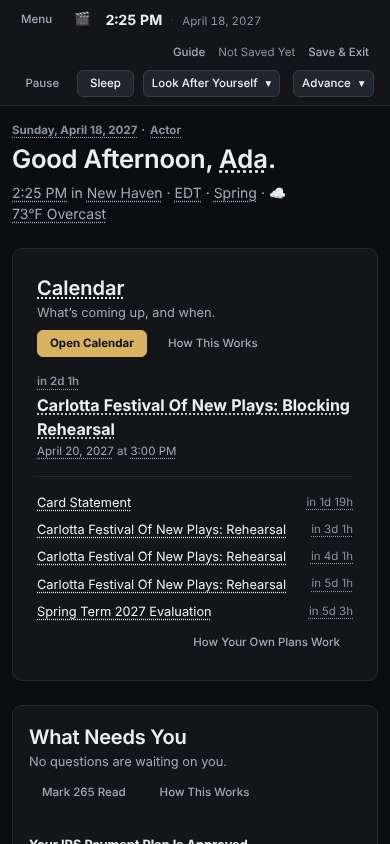 Menu 🎬 2:25 PM · April 18, 2027
Guide Not Saved Yet Save & Exit
Pause Sleep Look After Yourself ▾ Advance ▾
Sunday, April 18, 2027 · Actor
Good Afternoon, Ada.
2:25 PM in New Haven · EDT · Spring · ☁️
73°F Overcast
Calendar
What's coming up, and when.
Open Calendar How This Works
in 2d 1h
Carlotta Festival Of New Plays: Blocking
Rehearsal
April 20, 2027 at 3:00 PM
Card Statement in 1d 19h
Carlotta Festival Of New Plays: Rehearsal in 3d 1h
Carlotta Festival Of New Plays: Rehearsal in 4d 1h
Carlotta Festival Of New Plays: Rehearsal in 5d 1h
Spring Term 2027 Evaluation in 5d 3h
How Your Own Plans Work
What Needs You
No questions are waiting on you.
Mark 265 Read How This Works
Your IRS Payment Plan Is Approved